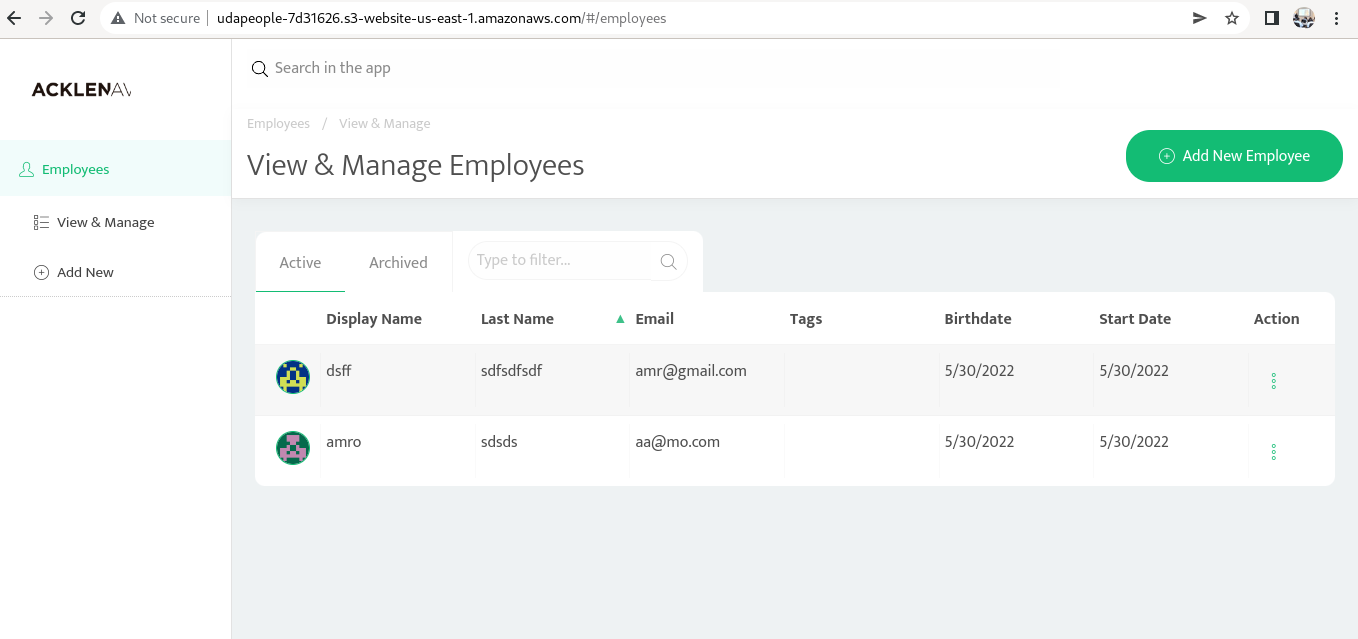 Not secure udapeople-7d31626.s3-website-us-east-1.amazonaws.com/#/employees
ACKLENAV
Search in the app
Employees / View & Manage
View & Manage Employees
Add New Employee
Employees
View & Manage
Add New
Active Archived Type to filter...
Display Name Last Name ▲ Email Tags Birthdate Start Date Action
dsff sdfsdfsdf amr@gmail.com 5/30/2022 5/30/2022
amro sdsds aa@mo.com 5/30/2022 5/30/2022